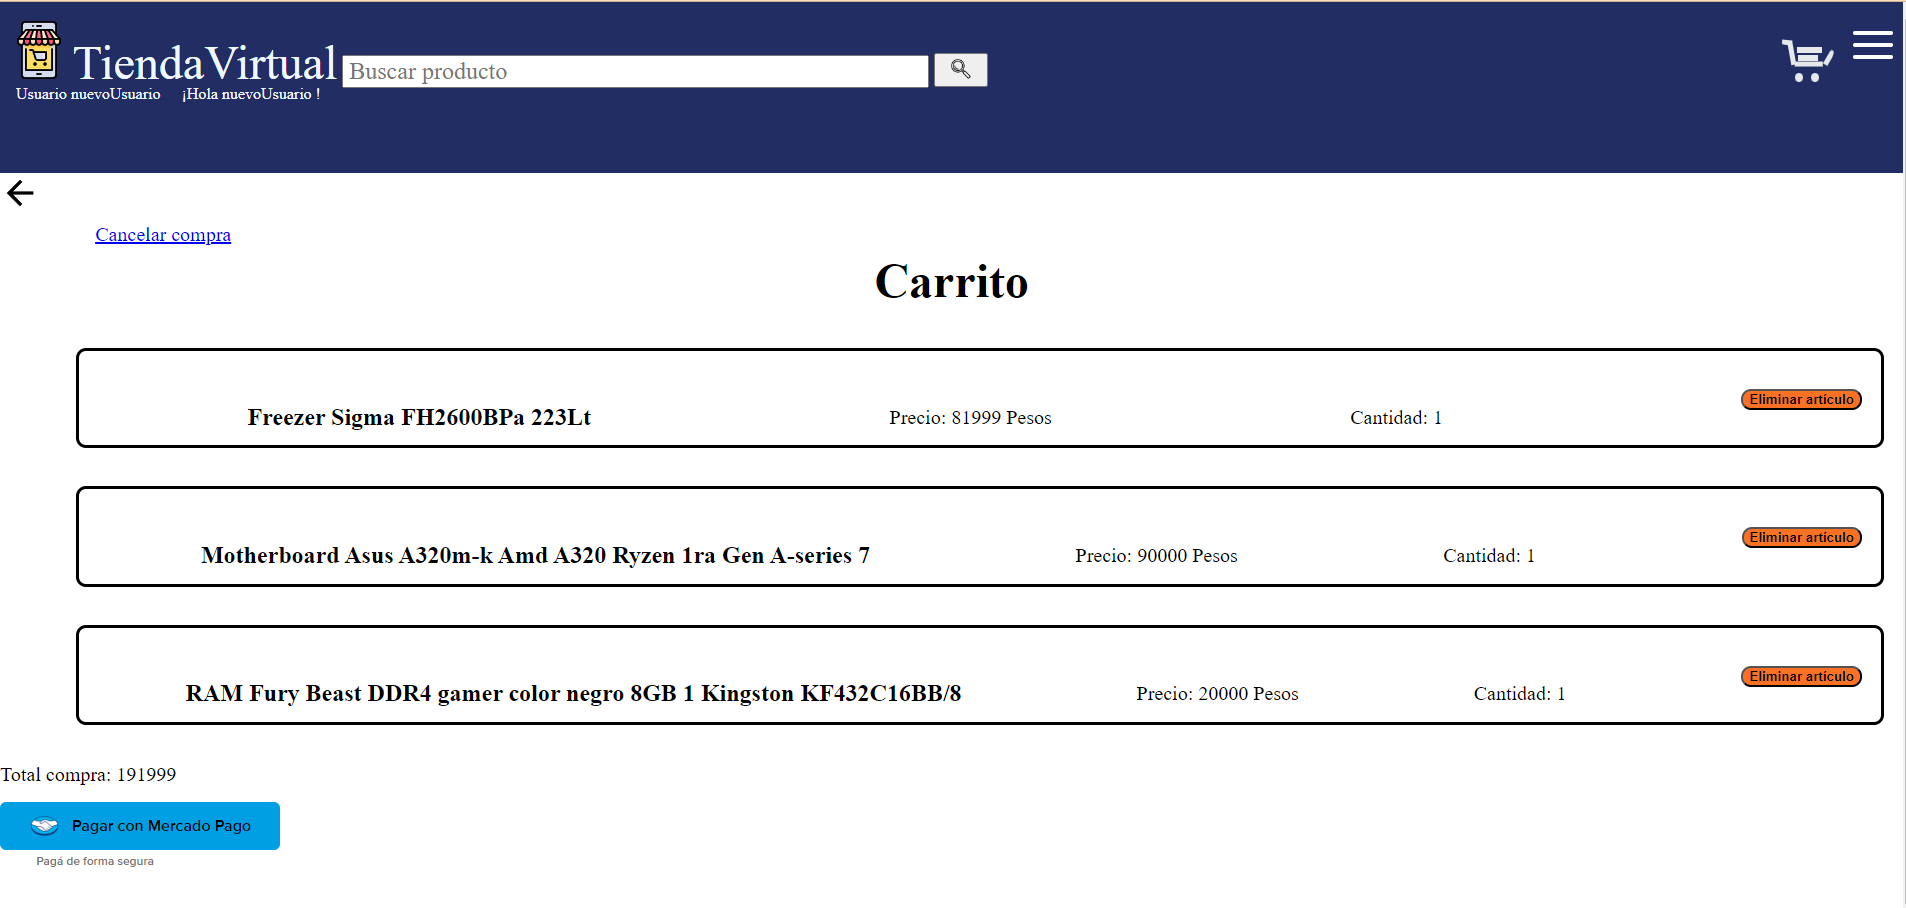 TiendaVirtual
Buscar producto
Usuario nuevoUsuario ¡Hola nuevoUsuario !
Cancelar compra
Carrito
Freezer Sigma FH2600BPa 223Lt Precio: 81999 Pesos Cantidad: 1 Eliminar artículo
Motherboard Asus A320m-k Amd A320 Ryzen 1ra Gen A-series 7 Precio: 90000 Pesos Cantidad: 1 Eliminar artículo
RAM Fury Beast DDR4 gamer color negro 8GB 1 Kingston KF432C16BB/8 Precio: 20000 Pesos Cantidad: 1 Eliminar artículo
Total compra: 191999
Pagar con Mercado Pago
Pagá de forma segura